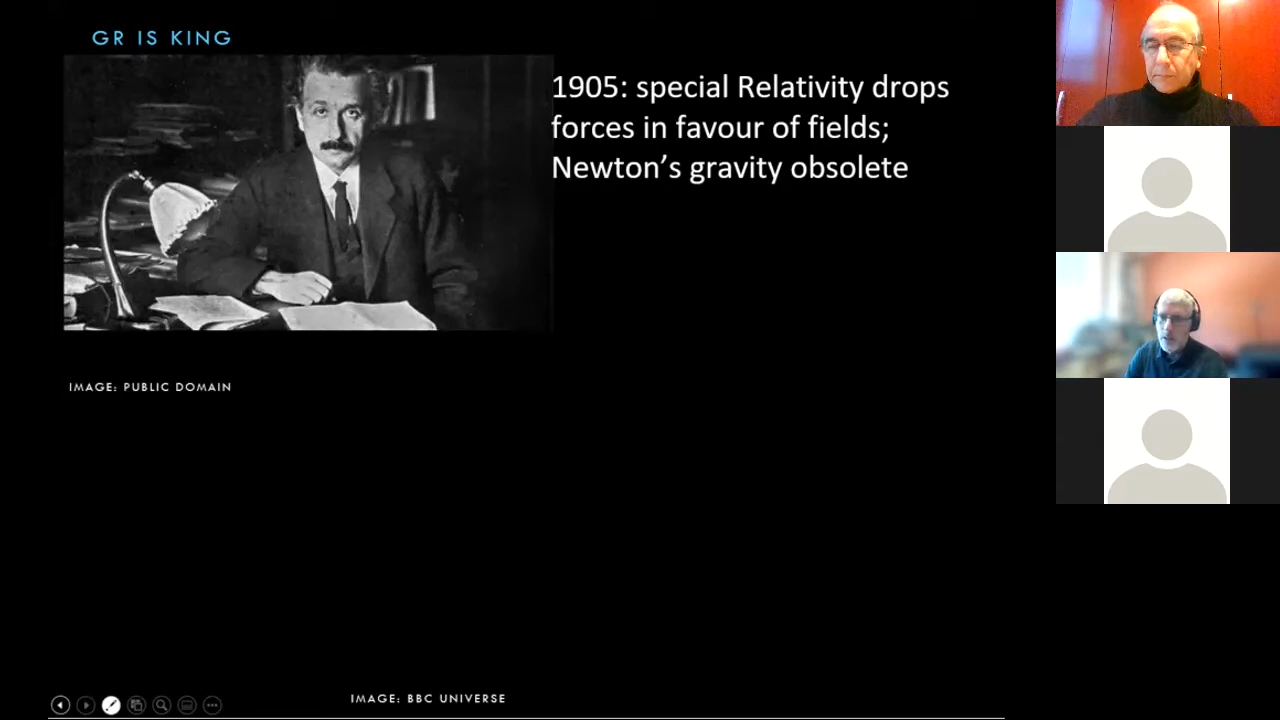 GR IS KING
1905: special Relativity drops
forces in favour of fields;
Newton’s gravity obsolete
IMAGE: PUBLIC DOMAIN
IMAGE: BBC UNIVERSE